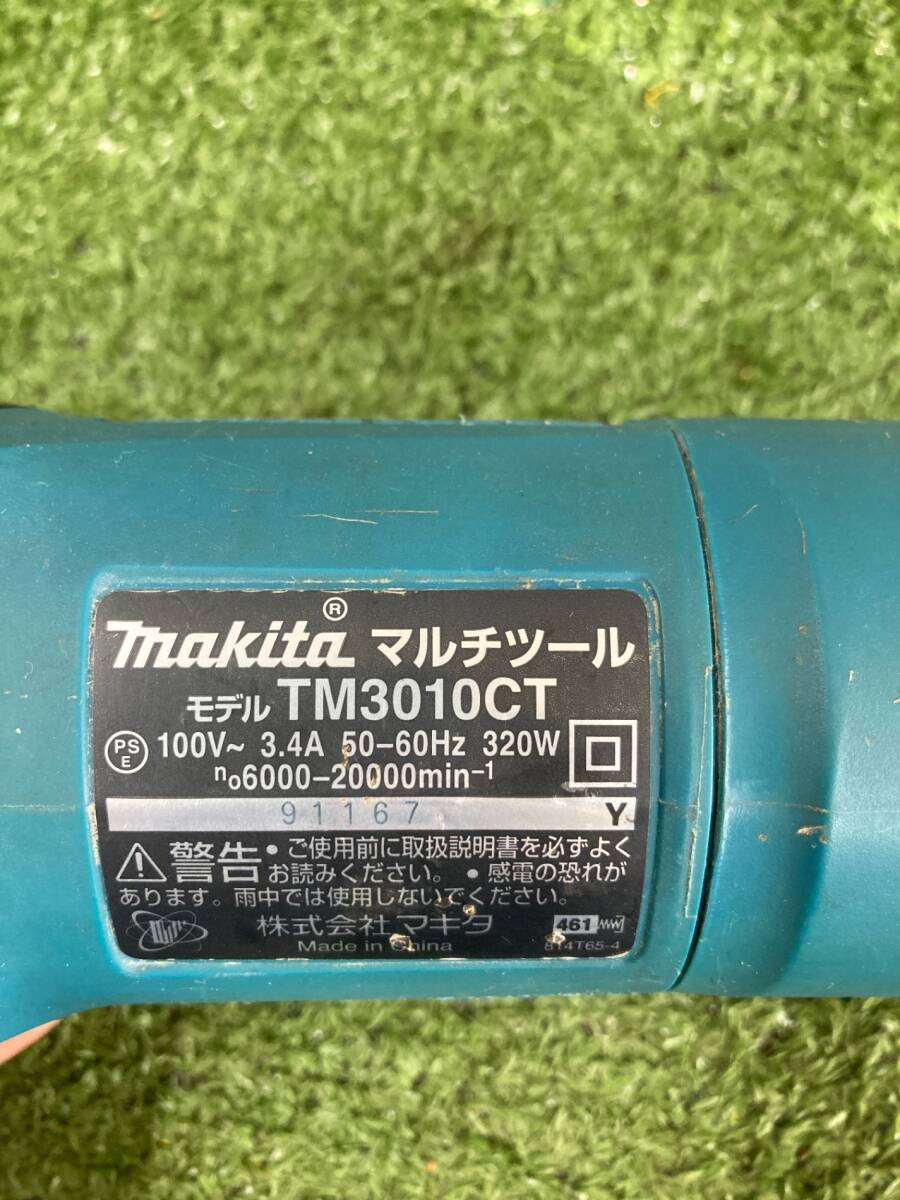 makita® マルチツール
モデル TM3010CT
PSE 100V~ 3.4A 50-60Hz 320W
n₀6000-20000min⁻¹
91167 Y
警告 • ご使用前に取扱説明書を必ずよく
お読みください。 • 感電の恐れが
あります。雨中では使用しないでください。
株式会社マキタ 461
Made in China 814T65-4